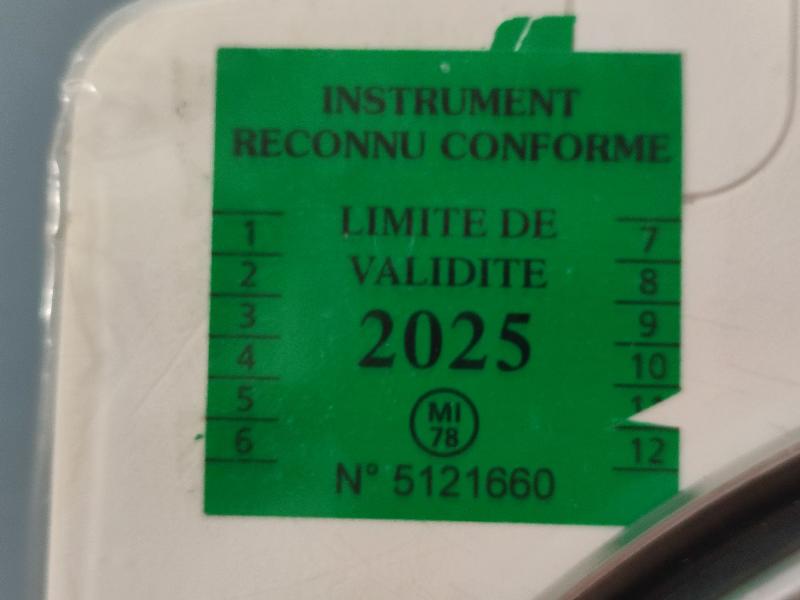 INSTRUMENT
RECONNU CONFORME
LIMITE DE
VALIDITE
2025
1
2
3
4
5
6
7
8
9
10
11
12
MI
78
N° 5121660